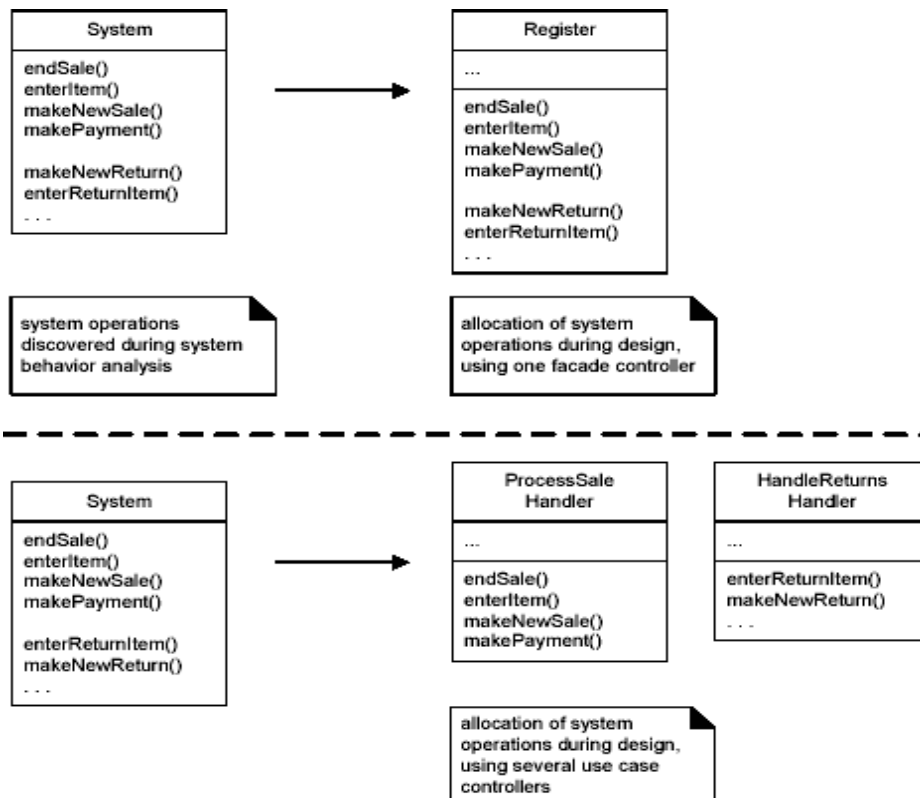 System
endSale()
enterItem()
makeNewSale()
makePayment()
makeNewReturn()
enterReturnItem()
. . .
Register
...
endSale()
enterItem()
makeNewSale()
makePayment()
makeNewReturn()
enterReturnItem()
. . .
system operations
discovered during system
behavior analysis
allocation of system
operations during design,
using one facade controller
System
endSale()
enterItem()
makeNewSale()
makePayment()
enterReturnItem()
makeNewReturn()
. . .
ProcessSale
Handler
...
endSale()
enterItem()
makeNewSale()
makePayment()
HandleReturns
Handler
...
enterReturnItem()
makeNewReturn()
. . .
allocation of system
operations during design,
using several use case
controllers